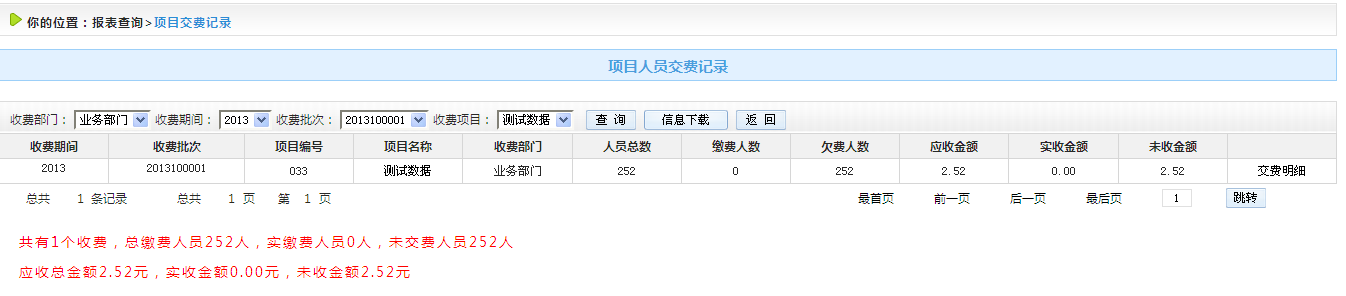 你的位置：报表查询>项目交费记录
项目人员交费记录
收费部门： 业务部门 收费期间： 2013 收费批次： 2013100001 收费项目： 测试数据 查 询 信息下载 返 回
收费期间 收费批次 项目编号 项目名称 收费部门 人员总数 缴费人数 欠费人数 应收金额 实收金额 未收金额
2013 2013100001 033 测试数据 业务部门 252 0 252 2.52 0.00 2.52 交费明细
总共 1 条记录 总共 1 页 第 1 页 最首页 前一页 后一页 最后页 1 跳转
共有1个收费，总缴费人员252人，实缴费人员0人，未交费人员252人
应收总金额2.52元，实收金额0.00元，未收金额2.52元